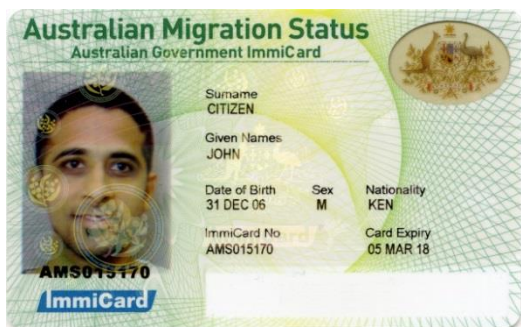 Australian Migration Status
Australian Government ImmiCard
Surname
CITIZEN
Given Names
JOHN
Date of Birth Sex Nationality
31 DEC 06 M KEN
ImmiCard No Card Expiry
AMS015170 05 MAR 18
AMS015170
ImmiCard